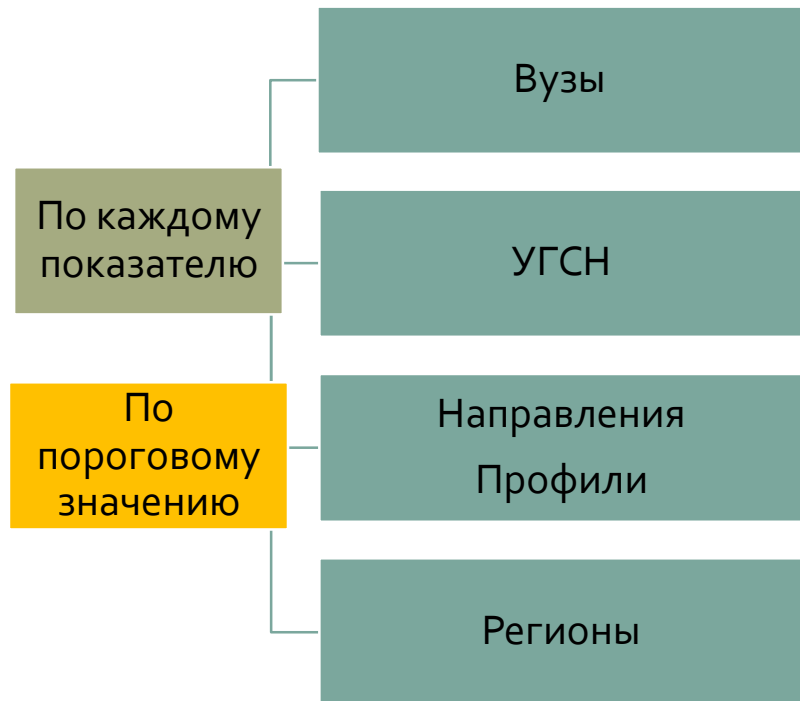 По каждому
показателю
По
пороговому
значению
Вузы
УГСН
Направления
Профили
Регионы